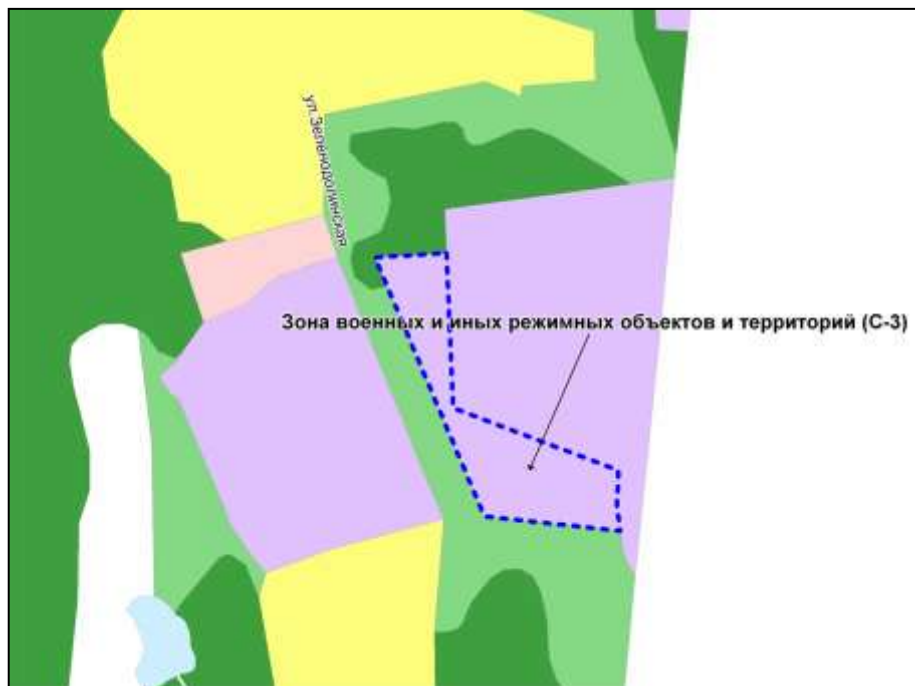 ул. Зеленодолинская
Зона военных и иных режимных объектов и территорий (С-3)